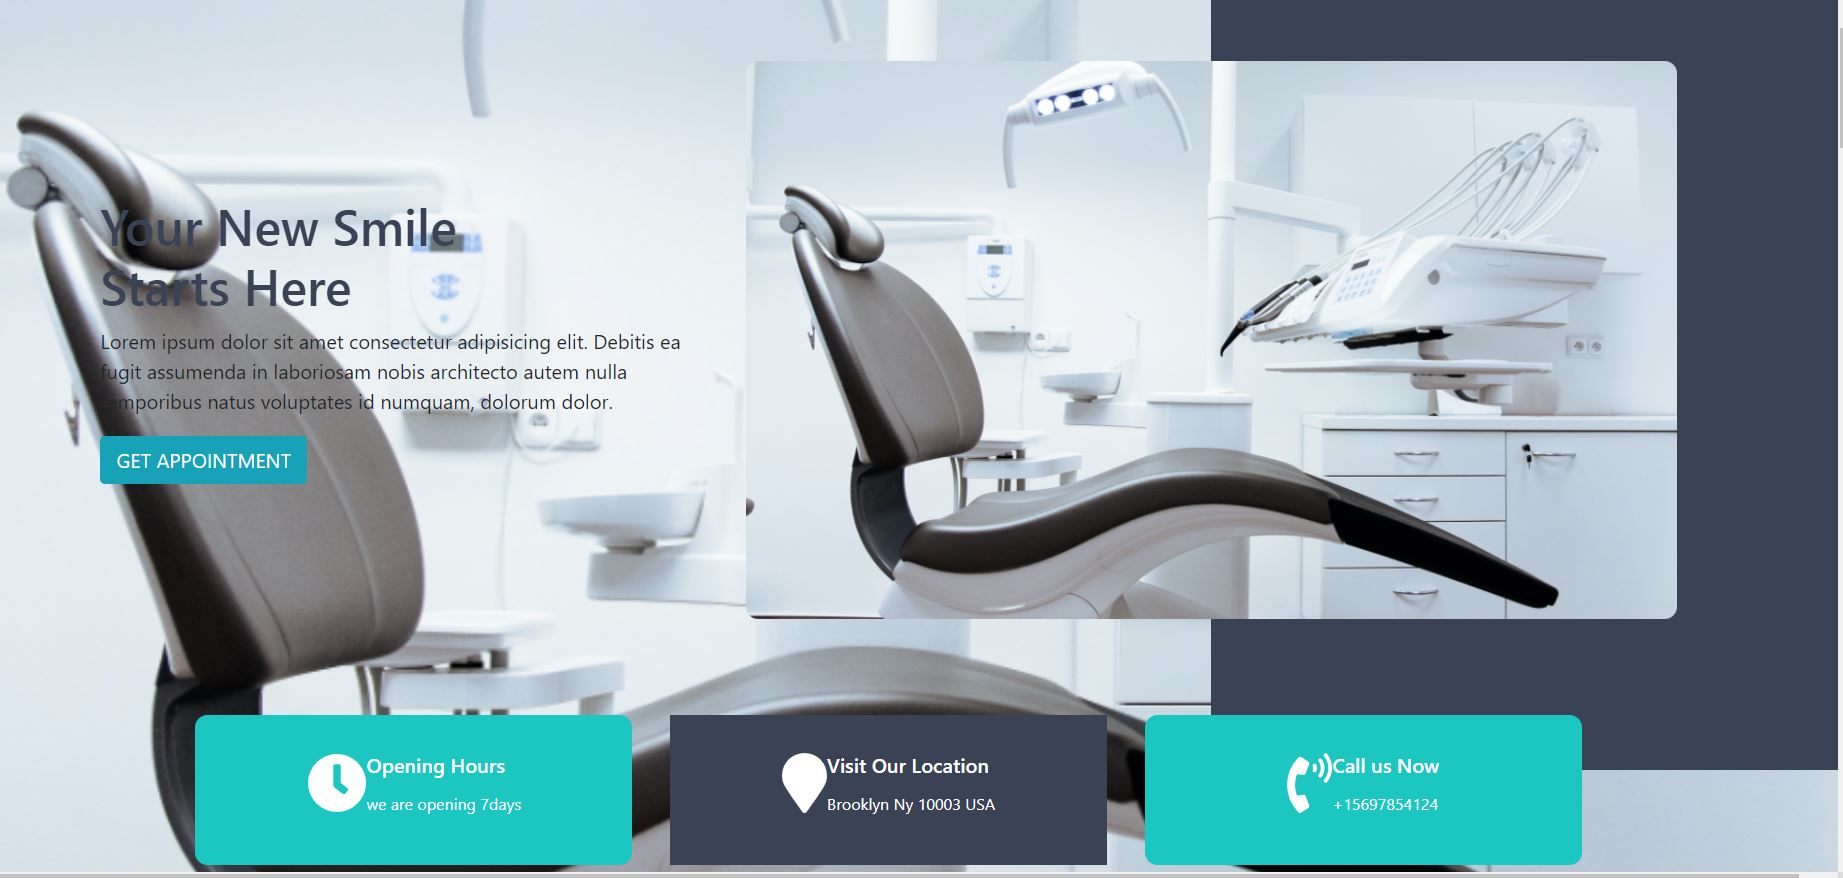 Your New Smile
Starts Here
Lorem ipsum dolor sit amet consectetur adipisicing elit. Debitis ea
fugit assumenda in laboriosam nobis architecto autem nulla
temporibus natus voluptates id numquam, dolorum dolor.
GET APPOINTMENT
Opening Hours
we are opening 7days
Visit Our Location
Brooklyn Ny 10003 USA
Call us Now
+15697854124